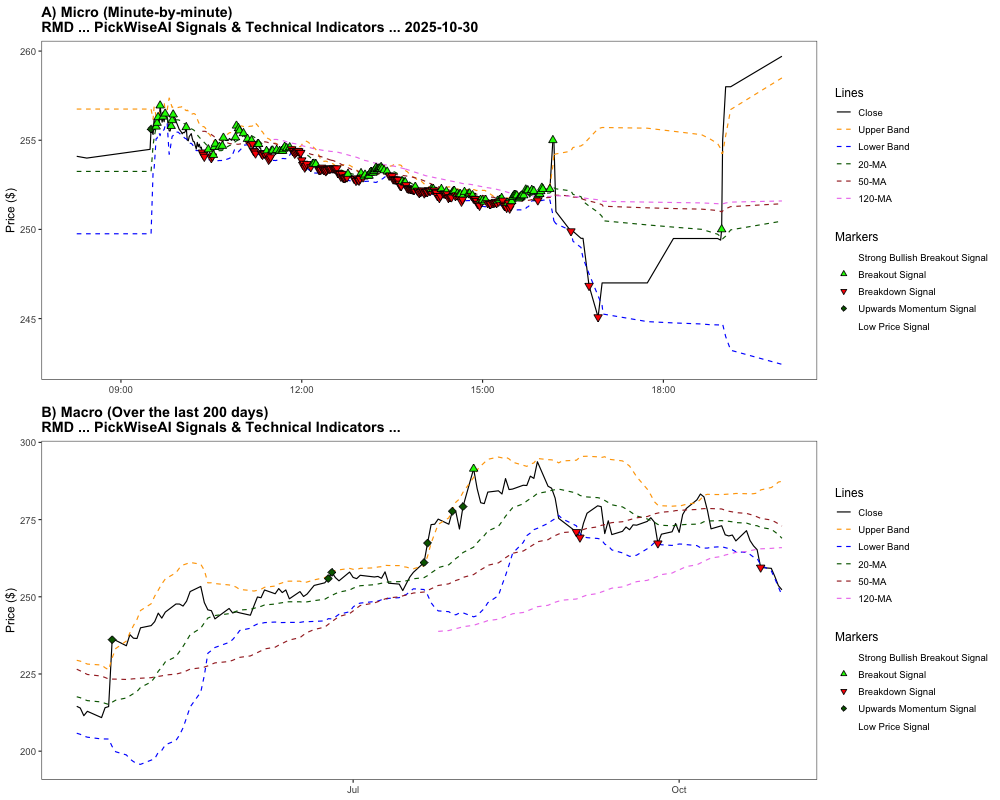 A) Micro (Minute-by-minute)
RMD ... PickWiseAI Signals & Technical Indicators ... 2025-10-30
Price ($)
260
255
250
245
09:00
12:00
15:00
18:00
Lines
Close
Upper Band
Lower Band
20-MA
50-MA
120-MA
Markers
Strong Bullish Breakout Signal
Breakout Signal
Breakdown Signal
Upwards Momentum Signal
Low Price Signal
B) Macro (Over the last 200 days)
RMD ... PickWiseAI Signals & Technical Indicators ...
Price ($)
300
275
250
225
200
Jul
Oct
Lines
Close
Upper Band
Lower Band
20-MA
50-MA
120-MA
Markers
Strong Bullish Breakout Signal
Breakout Signal
Breakdown Signal
Upwards Momentum Signal
Low Price Signal